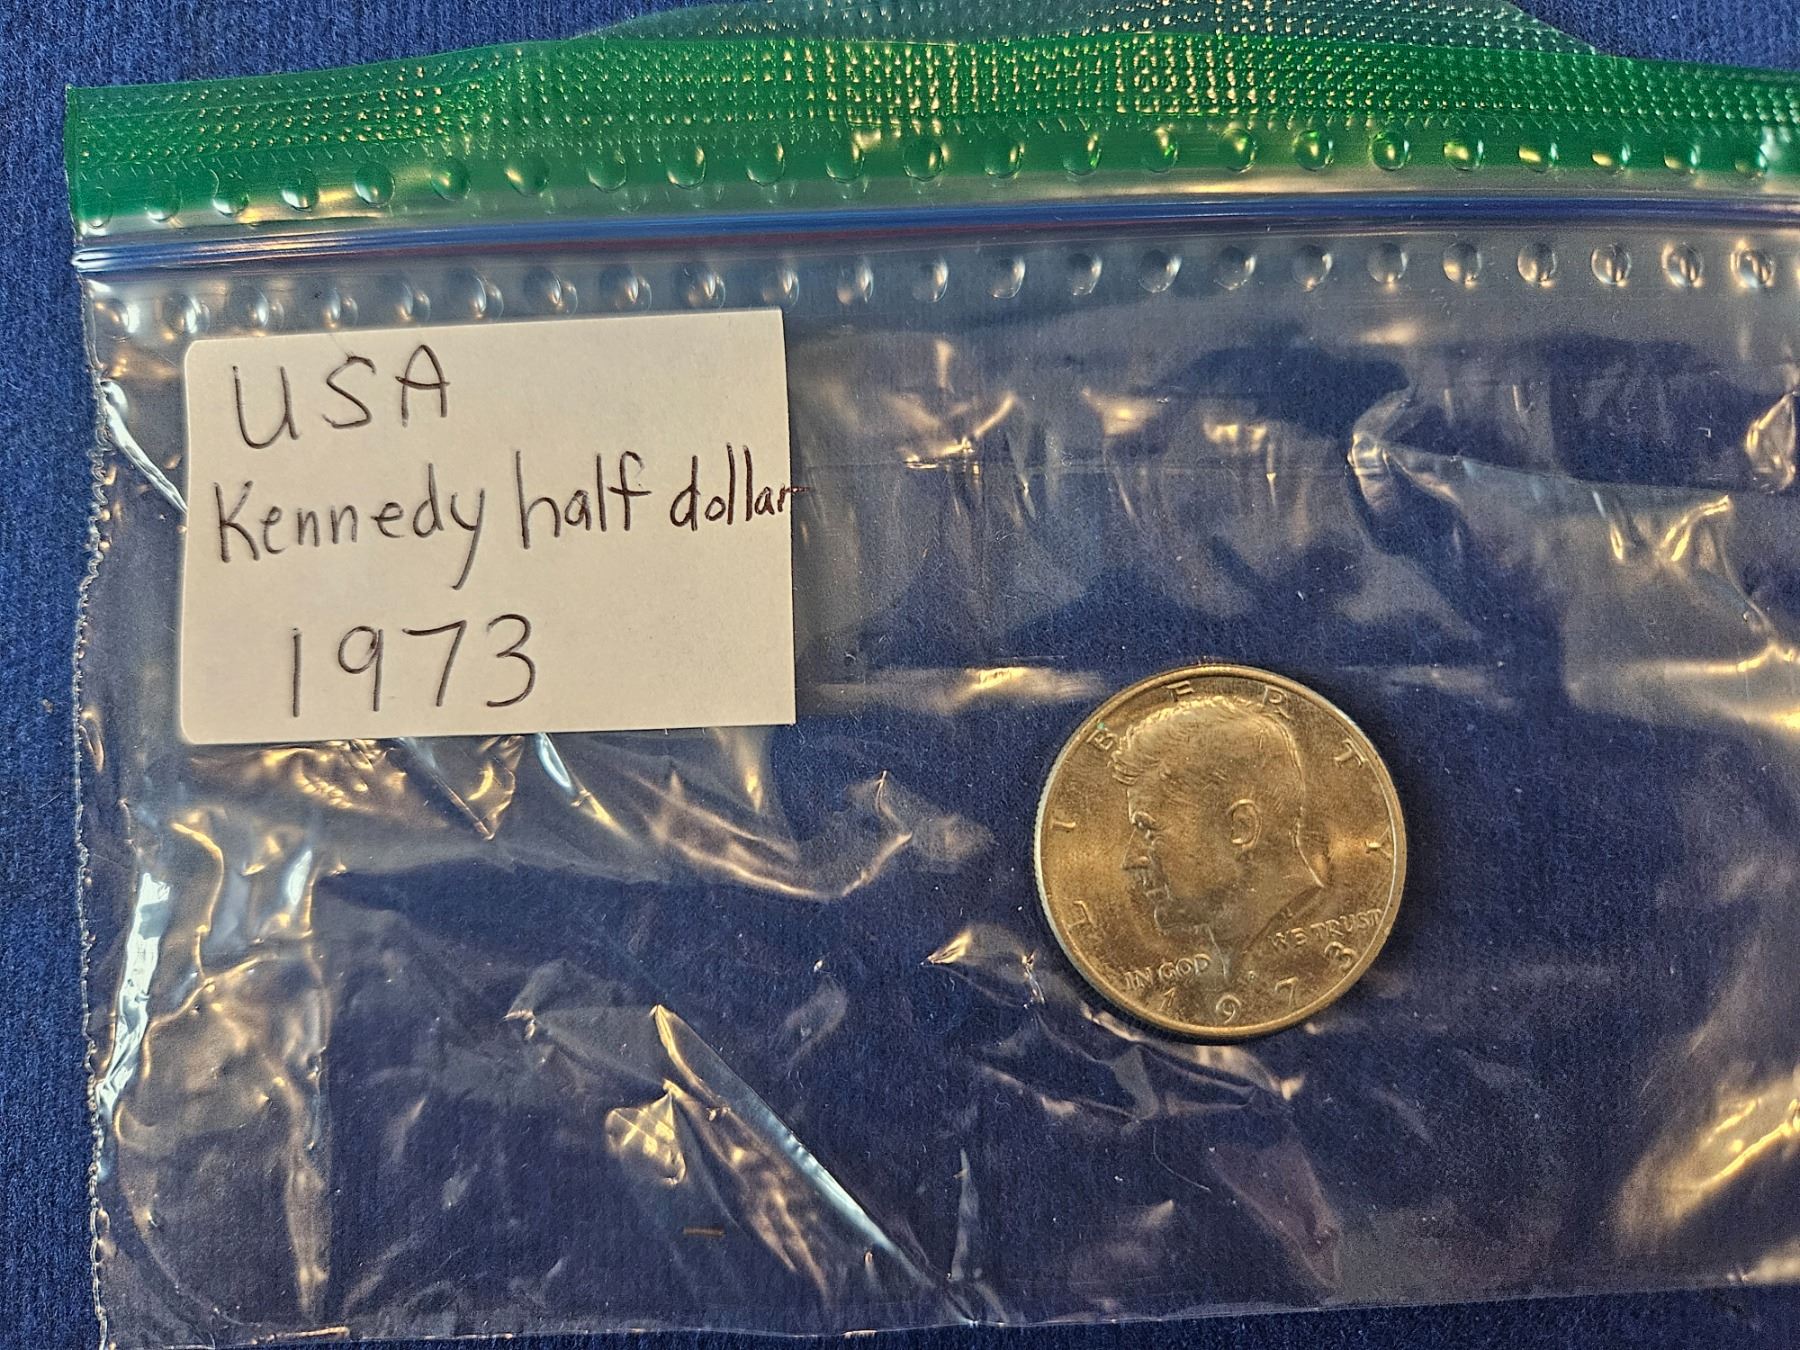 USA
Kennedy half dollar
1973
LIBERTY
IN GOD WE TRUST
1973